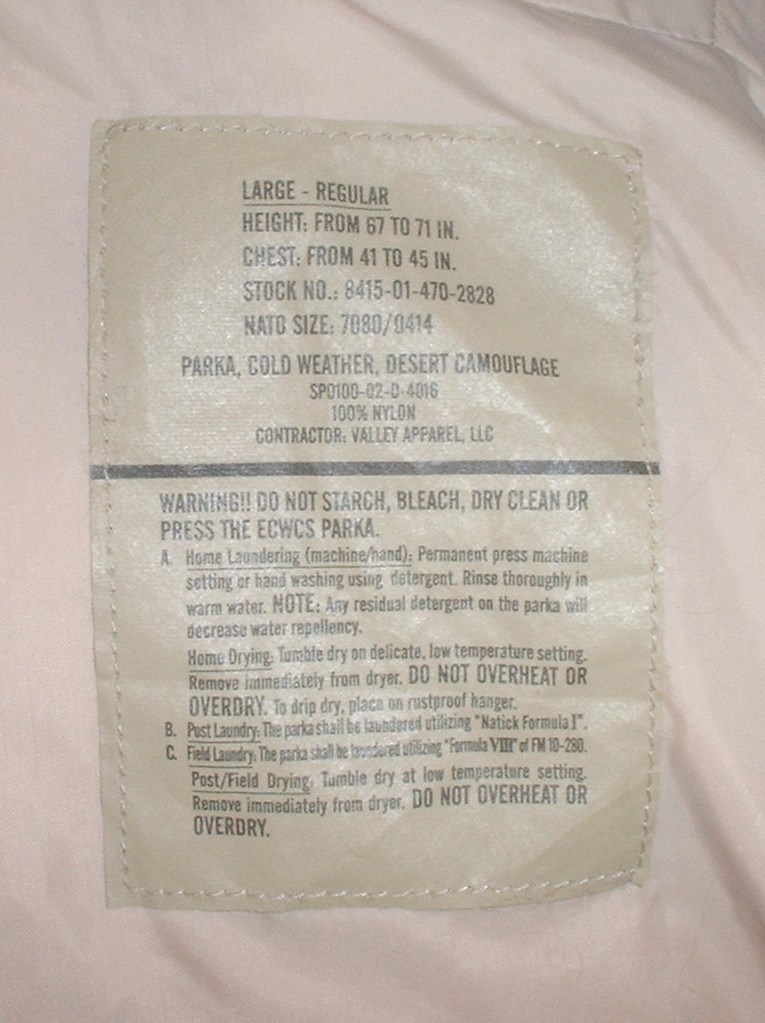 LARGE - REGULAR
HEIGHT: FROM 67 TO 71 IN.
CHEST: FROM 41 TO 45 IN.
STOCK NO.: 8415-01-470-2828
NATO SIZE: 7080/0414
PARKA, COLD WEATHER, DESERT CAMOUFLAGE
SPO100-02-D-4016
100% NYLON
CONTRACTOR: VALLEY APPAREL, LLC
WARNING!! DO NOT STARCH, BLEACH, DRY CLEAN OR
PRESS THE ECWCS PARKA.
A. Home Laundering (machine/hand): Permanent press machine
setting or hand washing using detergent. Rinse thoroughly in
warm water. NOTE: Any residual detergent on the parka will
decrease water repellency.
Home Drying: Tumble dry on delicate, low temperature setting.
Remove immediately from dryer. DO NOT OVERHEAT OR
OVERDRY. To drip dry, place on rustproof hanger.
B. Post Laundry: The parka shall be laundered utilizing "Natick Formula I".
C. Field Laundry: The parka shall be laundered utilizing "Formula VIII" of FM 10-280.
Post/Field Drying: Tumble dry at low temperature setting.
Remove immediately from dryer. DO NOT OVERHEAT OR
OVERDRY.